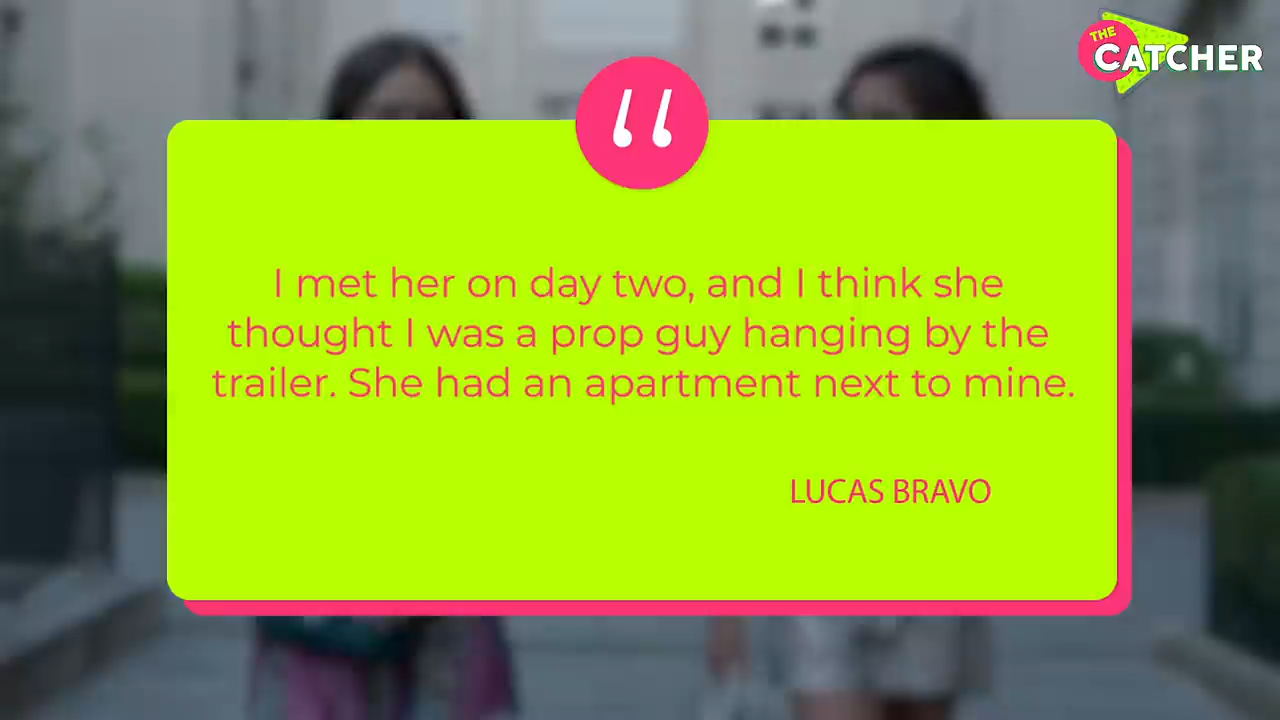 THE
CATCHER
I met her on day two, and I think she
thought I was a prop guy hanging by the
trailer. She had an apartment next to mine.
LUCAS BRAVO